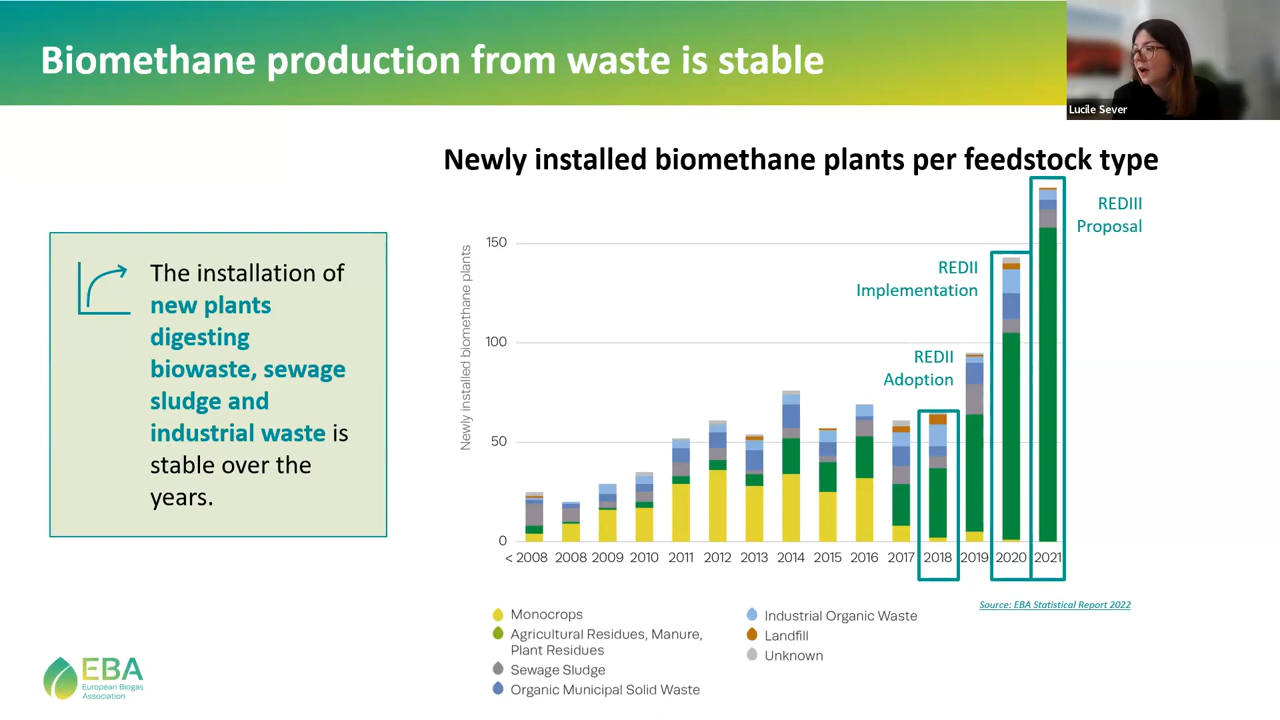 Biomethane production from waste is stable
Lucile Sever
Newly installed biomethane plants per feedstock type
The installation of
new plants
digesting
biowaste, sewage
sludge and
industrial waste is
stable over the
years.
Newly installed biomethane plants
150
100
50
0
REDIII
Proposal
REDII
Implementation
REDII
Adoption
< 2008 2008 2009 2010 2011 2012 2013 2014 2015 2016 2017 2018 2019 2020 2021
Source: EBA Statistical Report 2022
Monocrops
Agricultural Residues, Manure,
Plant Residues
Sewage Sludge
Organic Municipal Solid Waste
Industrial Organic Waste
Landfill
Unknown
EBA
European Biogas
Association